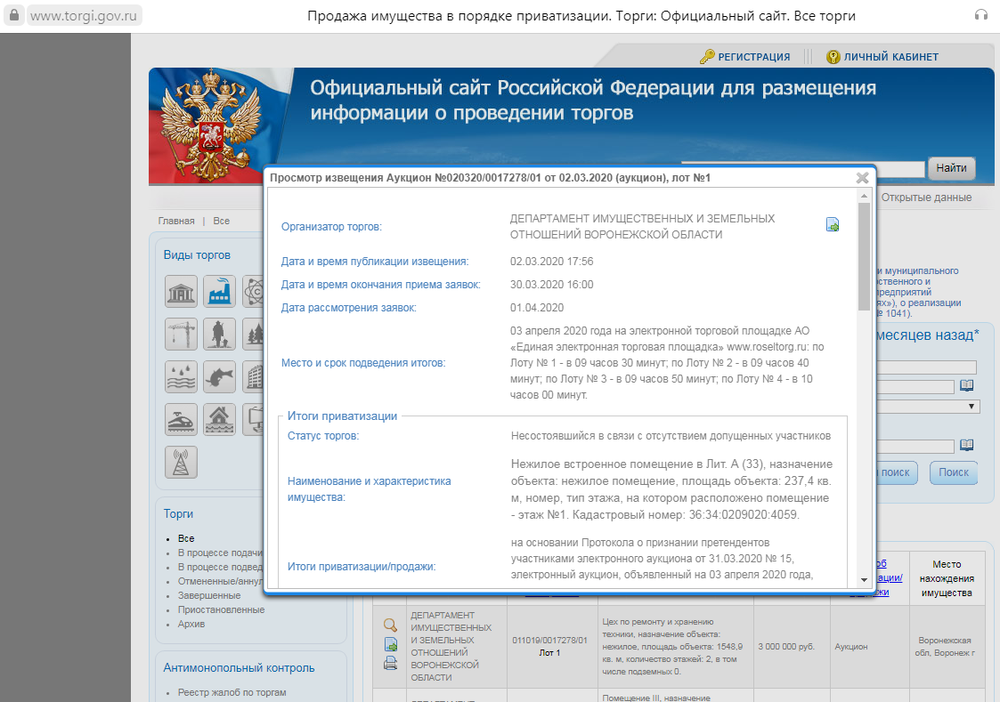 www.torgi.gov.ru
Продажа имущества в порядке приватизации. Торги: Официальный сайт. Все торги
РЕГИСТРАЦИЯ
ЛИЧНЫЙ КАБИНЕТ
Официальный сайт Российской Федерации для размещения
информации о проведении торгов
Найти
Открытые данные
Главная | Все
Виды торгов
Торги
Все
В процессе подачи
В процессе подвед
Отмененные/аннул
Завершенные
Приостановленные
Архив
Антимонопольный контроль
Реестр жалоб по торгам
Просмотр извещения Аукцион №020320/0017278/01 от 02.03.2020 (аукцион), лот №1
Организатор торгов:
ДЕПАРТАМЕНТ ИМУЩЕСТВЕННЫХ И ЗЕМЕЛЬНЫХ
ОТНОШЕНИЙ ВОРОНЕЖСКОЙ ОБЛАСТИ
Дата и время публикации извещения: 02.03.2020 17:56
Дата и время окончания приема заявок: 30.03.2020 16:00
Дата рассмотрения заявок: 01.04.2020
Место и срок подведения итогов:
03 апреля 2020 года на электронной торговой площадке АО
«Единая электронная торговая площадка» www.roseltorg.ru: по
Лоту № 1 - в 09 часов 30 минут; по Лоту № 2 - в 09 часов 40
минут; по Лоту № 3 - в 09 часов 50 минут; по Лоту № 4 - в 10
часов 00 минут.
Итоги приватизации
Статус торгов: Несостоявшийся в связи с отсутствием допущенных участников
Наименование и характеристика
имущества:
Нежилое встроенное помещение в Лит. А (33), назначение
объекта: нежилое помещение, площадь объекта: 237,4 кв.
м, номер, тип этажа, на котором расположено помещение
- этаж №1. Кадастровый номер: 36:34:0209020:4059.
Итоги приватизации/продажи:
на основании Протокола о признании претендентов
участниками электронного аукциона от 31.03.2020 № 15,
электронный аукцион, объявленный на 03 апреля 2020 года,
и муниципального
ственного и
предприятий
ях»), о реализации
№ 1041).
месяцев назад*
поиск
Поиск
об
ации/
жи
Место
нахождения
имущества
ДЕПАРТАМЕНТ
ИМУЩЕСТВЕННЫХ
И ЗЕМЕЛЬНЫХ
ОТНОШЕНИЙ
ВОРОНЕЖСКОЙ
ОБЛАСТИ
011019/0017278/01
Лот 1
Цех по ремонту и хранению
техники, назначение объекта:
нежилое, площадь объекта: 1548,9
кв. м, количество этажей: 2, в том
числе подземных 0.
3 000 000 руб.
Аукцион
Воронежская
обл, Воронеж г
Помещение III, назначение